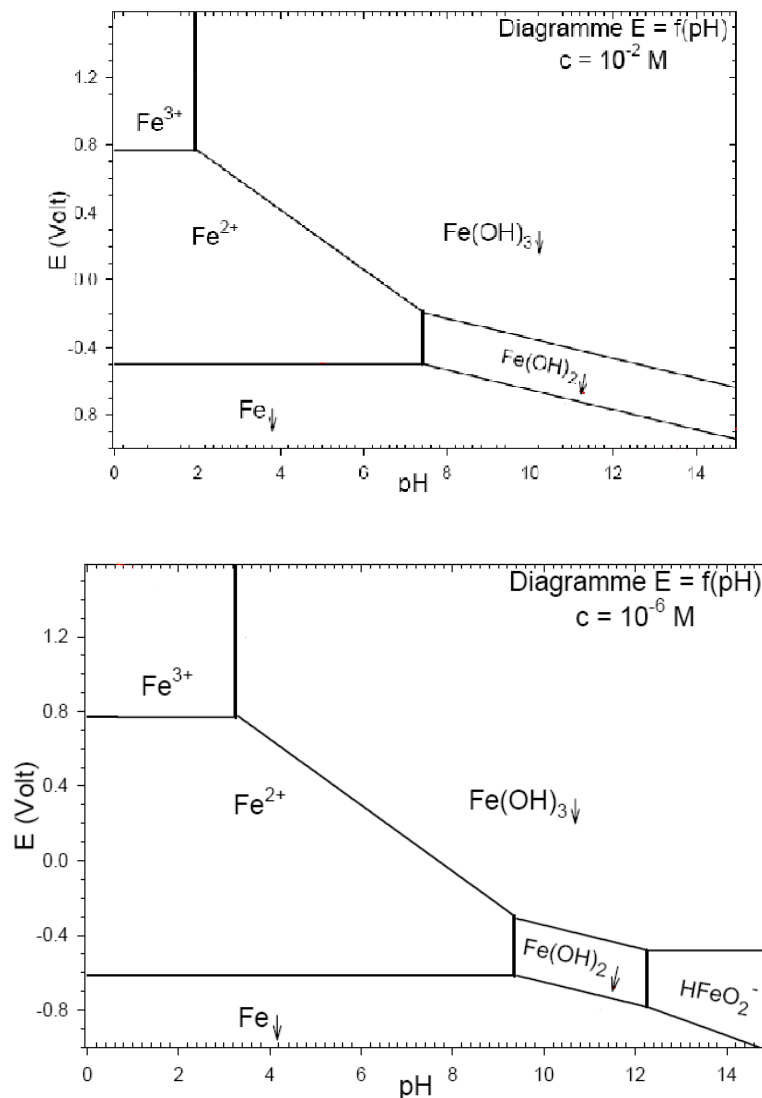 Diagramme E = f(pH)
c = 10⁻² M
1.2
0.8
0.4
0.0
-0.4
0.8
E (Volt)
Fe³⁺
Fe²⁺
Fe(OH)₃↓
Fe(OH)₂↓
Fe↓
0 2 4 6 8 10 12 14
pH
Diagramme E = f(pH)
c = 10⁻⁶ M
1.2
0.8
0.4
0.0
-0.4
-0.8
E (Volt)
Fe³⁺
Fe²⁺
Fe(OH)₃↓
Fe(OH)₂↓
HFeO₂⁻
Fe↓
0 2 4 6 8 10 12 14
pH